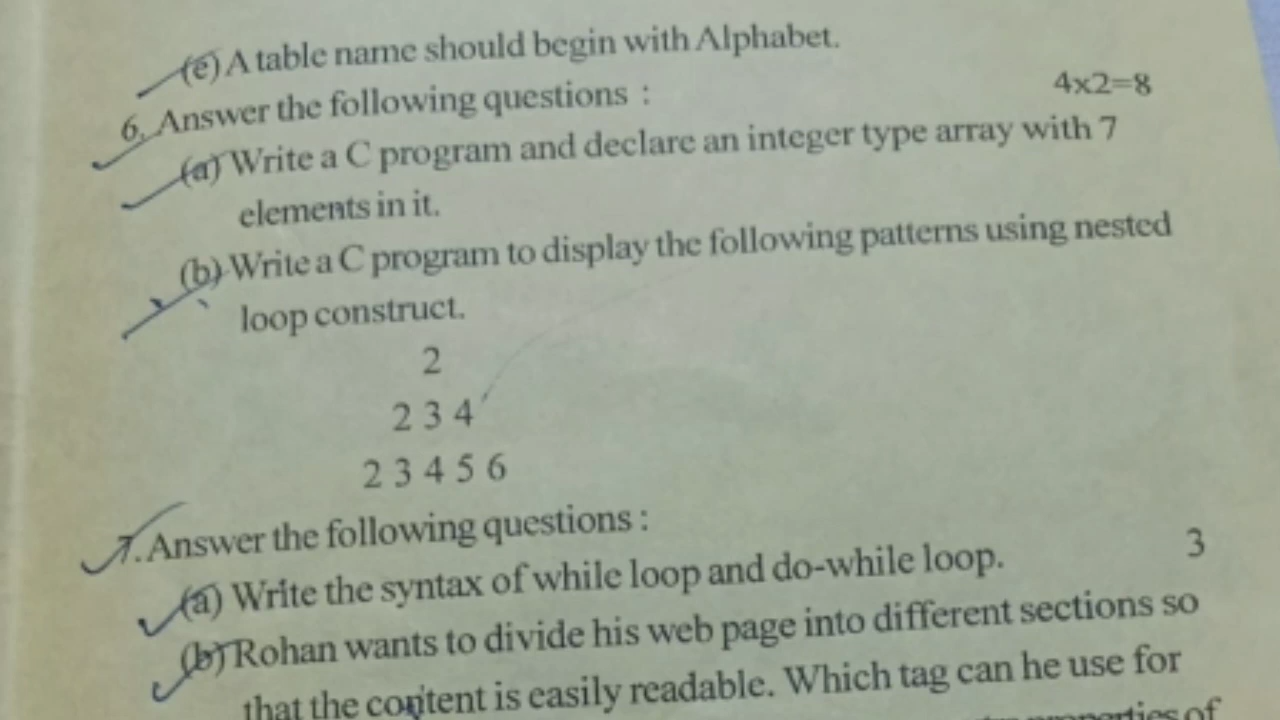 (e) A table name should begin with Alphabet.
6. Answer the following questions : 4x2=8
(a) Write a C program and declare an integer type array with 7
elements in it.
(b) Write a C program to display the following patterns using nested
loop construct.
2
2 3 4
2 3 4 5 6
7. Answer the following questions :
(a) Write the syntax of while loop and do-while loop. 3
(b) Rohan wants to divide his web page into different sections so
that the content is easily readable. Which tag can he use for
properties of